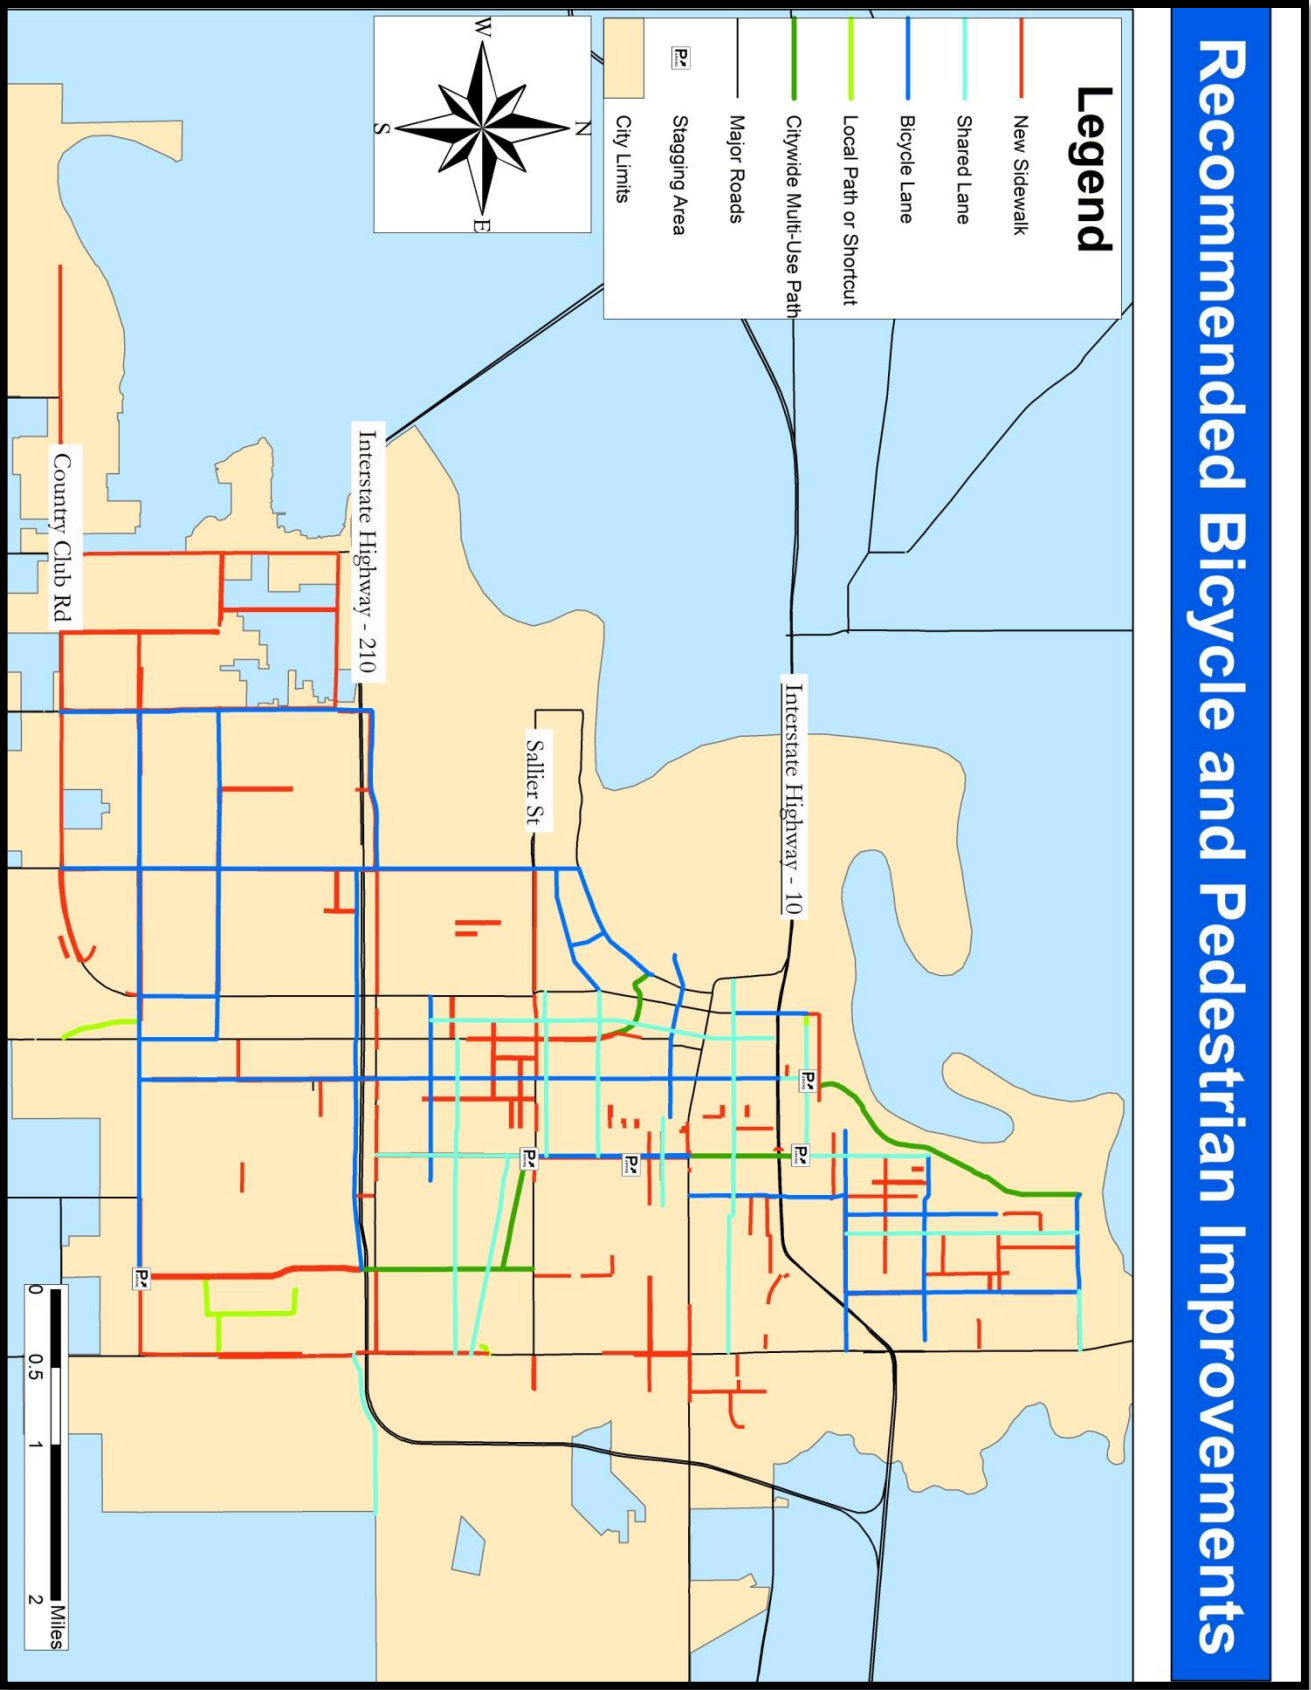 Recommended Bicycle and Pedestrian Improvements
Legend
New Sidewalk
Shared Lane
Bicycle Lane
Local Path or Shortcut
Citywide Multi-Use Path
Major Roads
Stagging Area
City Limits
N
W
E
S
Interstate Highway - 10
Sallier St
Interstate Highway - 210
Country Club Rd
P
P
P
P
P
P
Miles
0 0.5 1 2